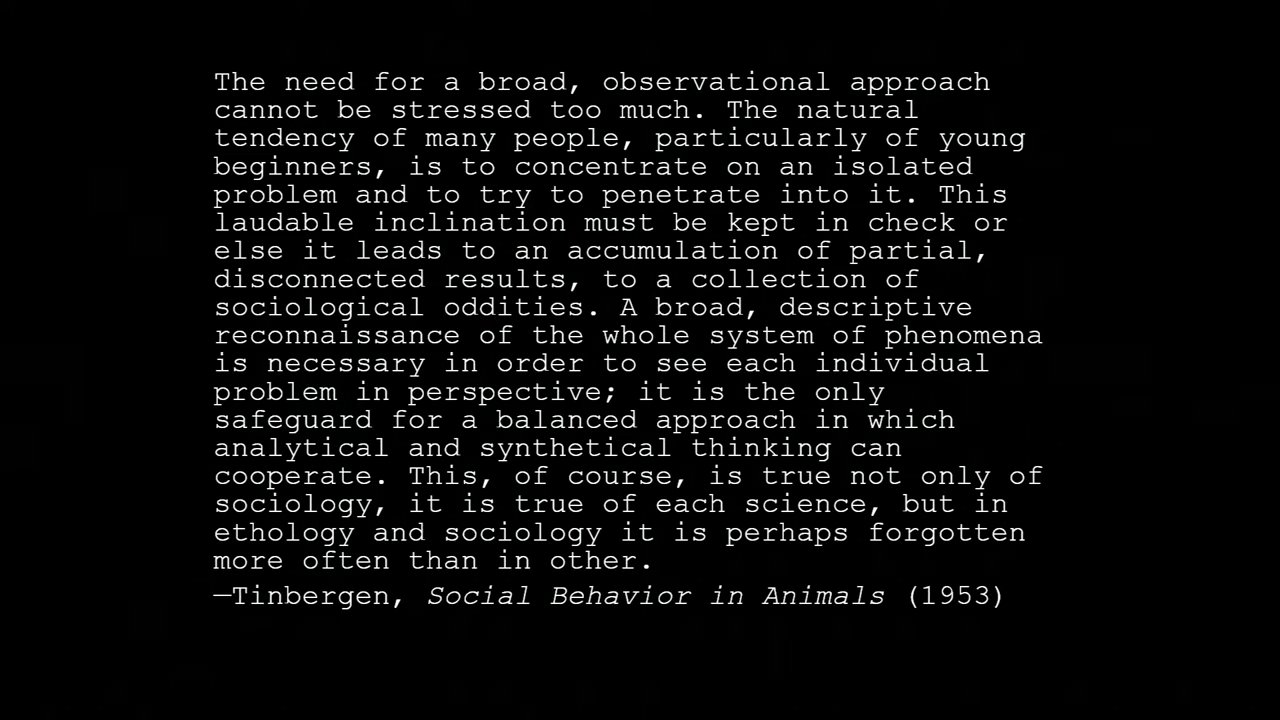 The need for a broad, observational approach
cannot be stressed too much. The natural
tendency of many people, particularly of young
beginners, is to concentrate on an isolated
problem and to try to penetrate into it. This
laudable inclination must be kept in check or
else it leads to an accumulation of partial,
disconnected results, to a collection of
sociological oddities. A broad, descriptive
reconnaissance of the whole system of phenomena
is necessary in order to see each individual
problem in perspective; it is the only
safeguard for a balanced approach in which
analytical and synthetical thinking can
cooperate. This, of course, is true not only of
sociology, it is true of each science, but in
ethology and sociology it is perhaps forgotten
more often than in other.
—Tinbergen, Social Behavior in Animals (1953)